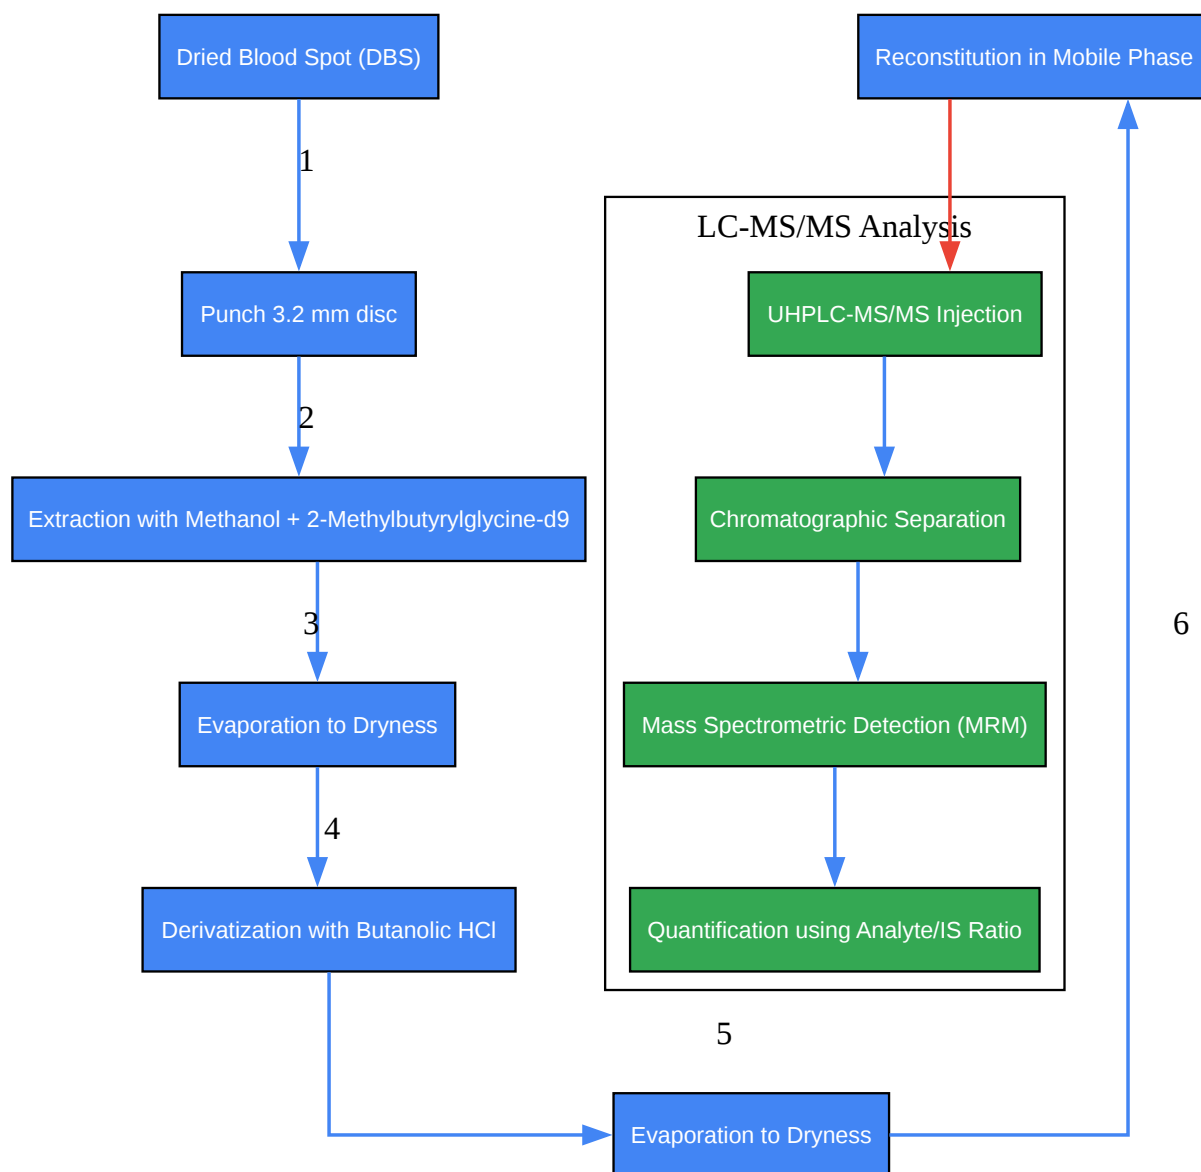 Dried Blood Spot (DBS)
1
Punch 3.2 mm disc
2
Extraction with Methanol + 2-Methylbutyrylglycine-d9
3
Evaporation to Dryness
4
Derivatization with Butanolic HCl
5
Evaporation to Dryness
6
Reconstitution in Mobile Phase
LC-MS/MS Analysis
UHPLC-MS/MS Injection
Chromatographic Separation
Mass Spectrometric Detection (MRM)
Quantification using Analyte/IS Ratio